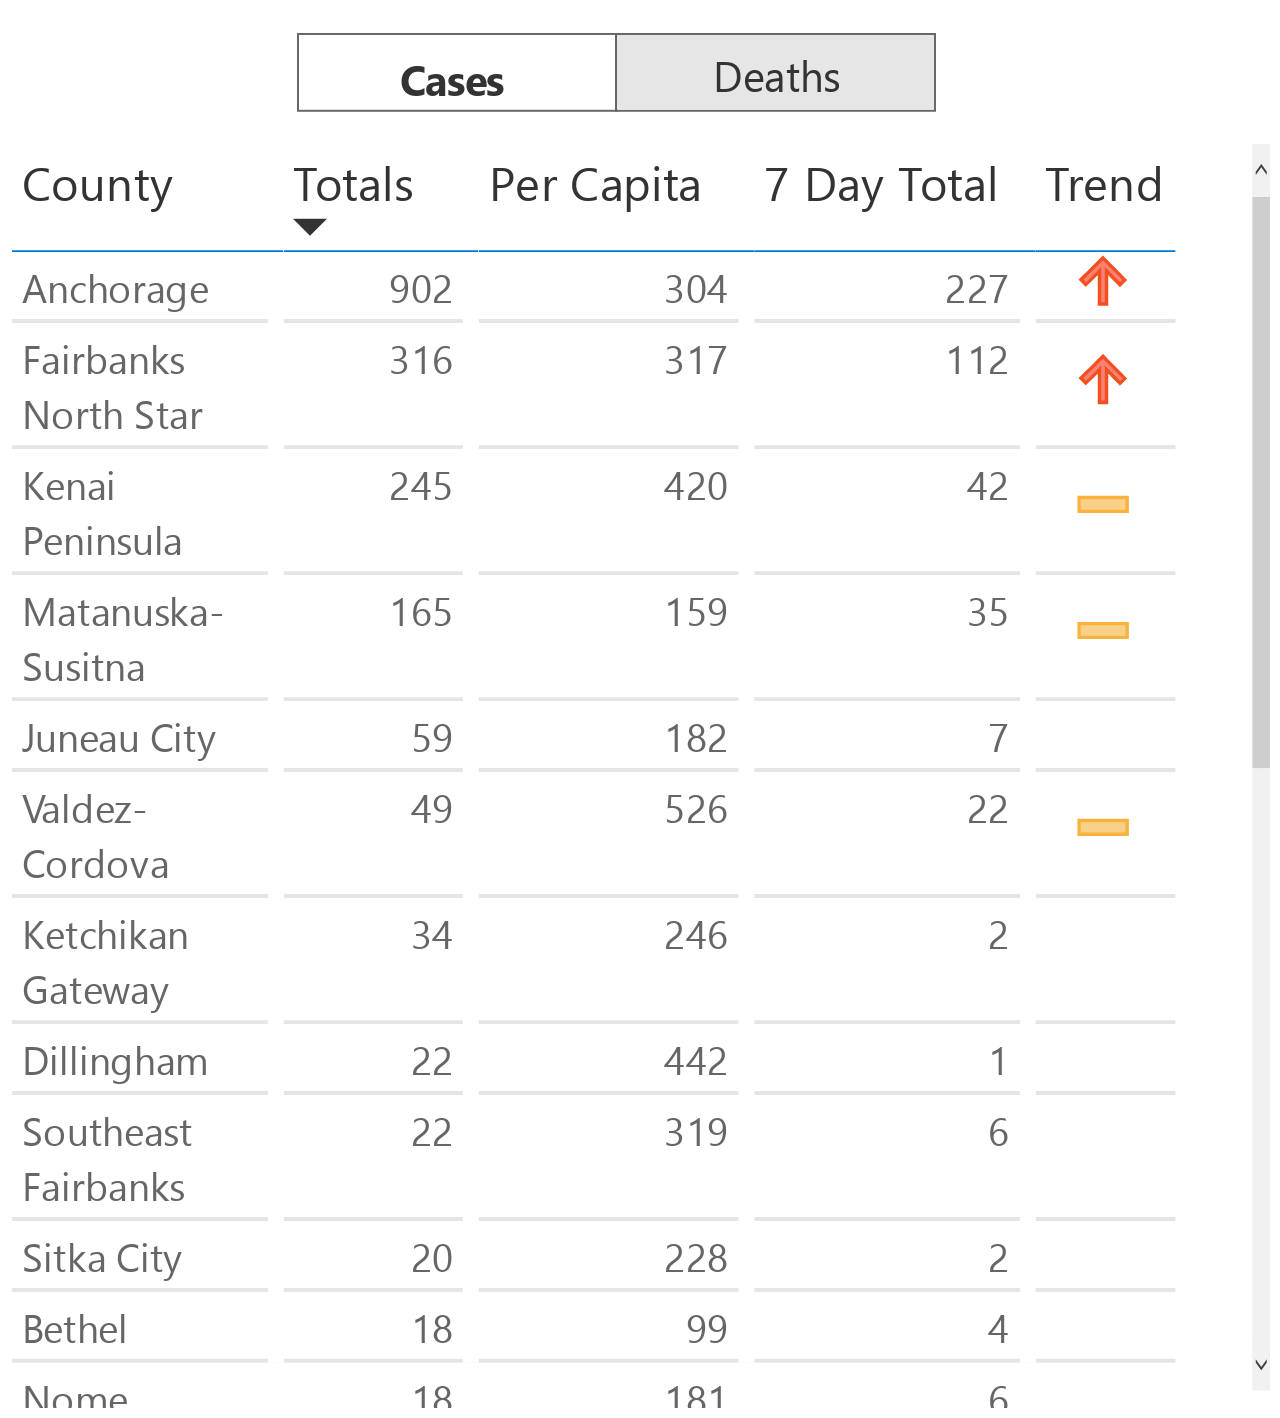 Cases Deaths
County Totals Per Capita 7 Day Total Trend
Anchorage 902 304 227
Fairbanks 316 317 112
North Star
Kenai 245 420 42
Peninsula
Matanuska- 165 159 35
Susitna
Juneau City 59 182 7
Valdez- 49 526 22
Cordova
Ketchikan 34 246 2
Gateway
Dillingham 22 442 1
Southeast 22 319 6
Fairbanks
Sitka City 20 228 2
Bethel 18 99 4
Nome 18 181 6